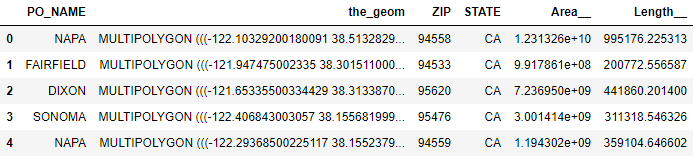 PO_NAME the_geom ZIP STATE Area__ Length__
0 NAPA MULTIPOLYGON (((-122.10329200180091 38.5132829... 94558 CA 1.231326e+10 995176.225313
1 FAIRFIELD MULTIPOLYGON (((-121.947475002335 38.301511000... 94533 CA 9.917861e+08 200772.556587
2 DIXON MULTIPOLYGON (((-121.65335500334429 38.3133870... 95620 CA 7.236950e+09 441860.201400
3 SONOMA MULTIPOLYGON (((-122.406843003057 38.155681999... 95476 CA 3.001414e+09 311318.546326
4 NAPA MULTIPOLYGON (((-122.29368500225117 38.1552379... 94559 CA 1.194302e+09 359104.646602